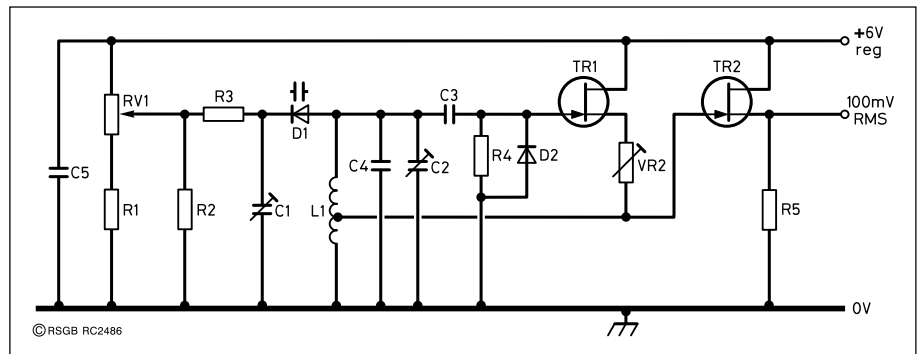 +6V
reg
TR1
TR2
RV1
R3
D1
C3
100mV
RMS
C5
R1
R2
C1
L1
C4
C2
R4
D2
VR2
R5
0V
©RSGB RC2486